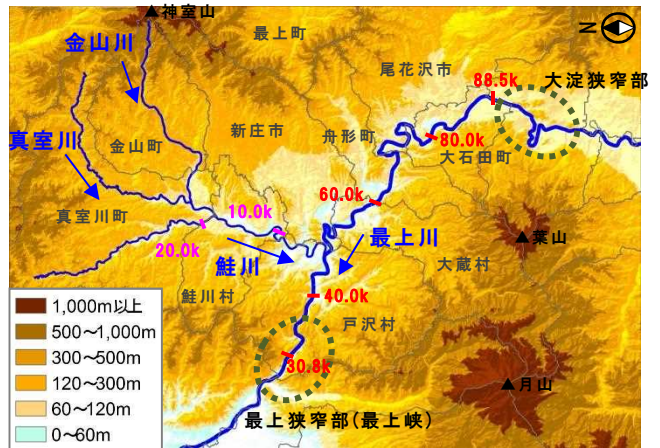 神室山
金山川
最上町
N
尾花沢市
88.5k
大淀狭窄部
真室川
金山町
新庄市
舟形町
80.0k
大石田町
真室川町
10.0k
60.0k
20.0k
鮭川
最上川
葉山
大蔵村
鮭川村
40.0k
戸沢村
1,000m以上
500~1,000m
300~500m
120~300m
60~120m
0~60m
30.8k
月山
最上狭窄部(最上峡)